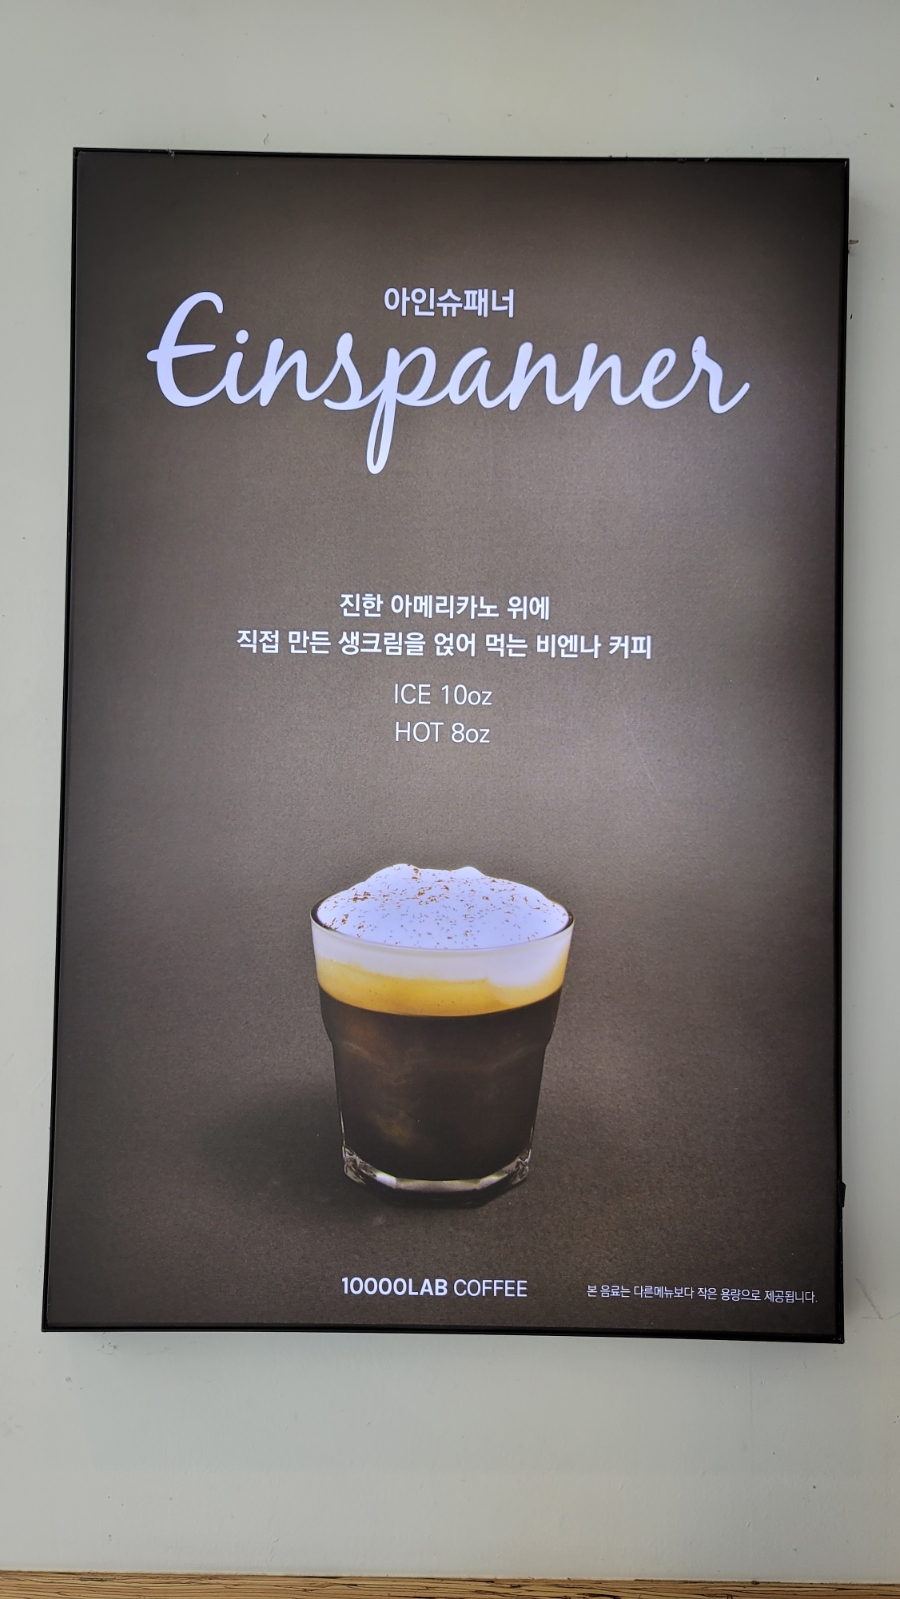 아인슈패너
Einspanner
진한 아메리카노 위에
직접 만든 생크림을 얹어 먹는 비엔나 커피
ICE 10oz
HOT 8oz
10000LAB COFFEE
본 음료는 다른메뉴보다 작은 용량으로 제공됩니다.